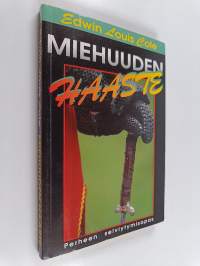 Edwin Louis Cole
MIEHUUDEN
HAASTE
Perheen selviytymisopas